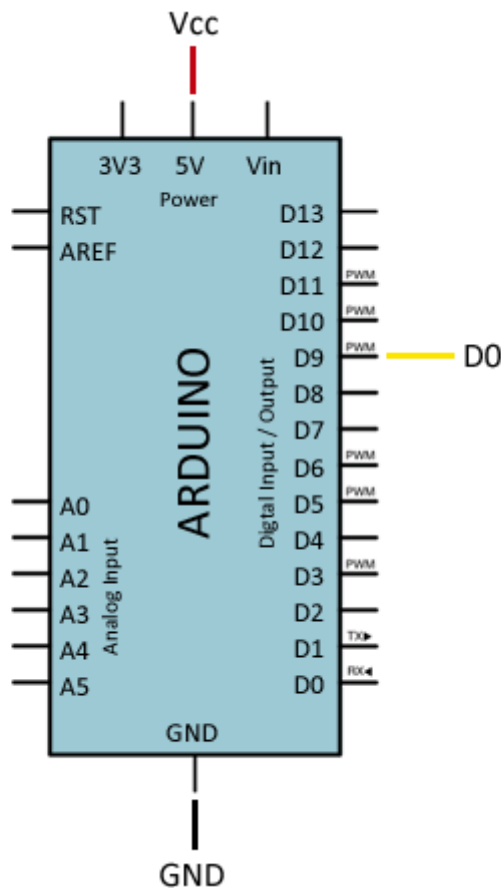 Vcc
3V3 5V Vin
Power
RST
AREF
D13
D12
D11 PWM
D10 PWM
D9 PWM D0
D8
D7
D6 PWM
D5 PWM
D4
D3 PWM
D2
D1 TX▶
D0 RX◀
ARDUINO
Digtal Input / Output
A0
A1
A2
A3
A4
A5
Analog Input
GND
GND